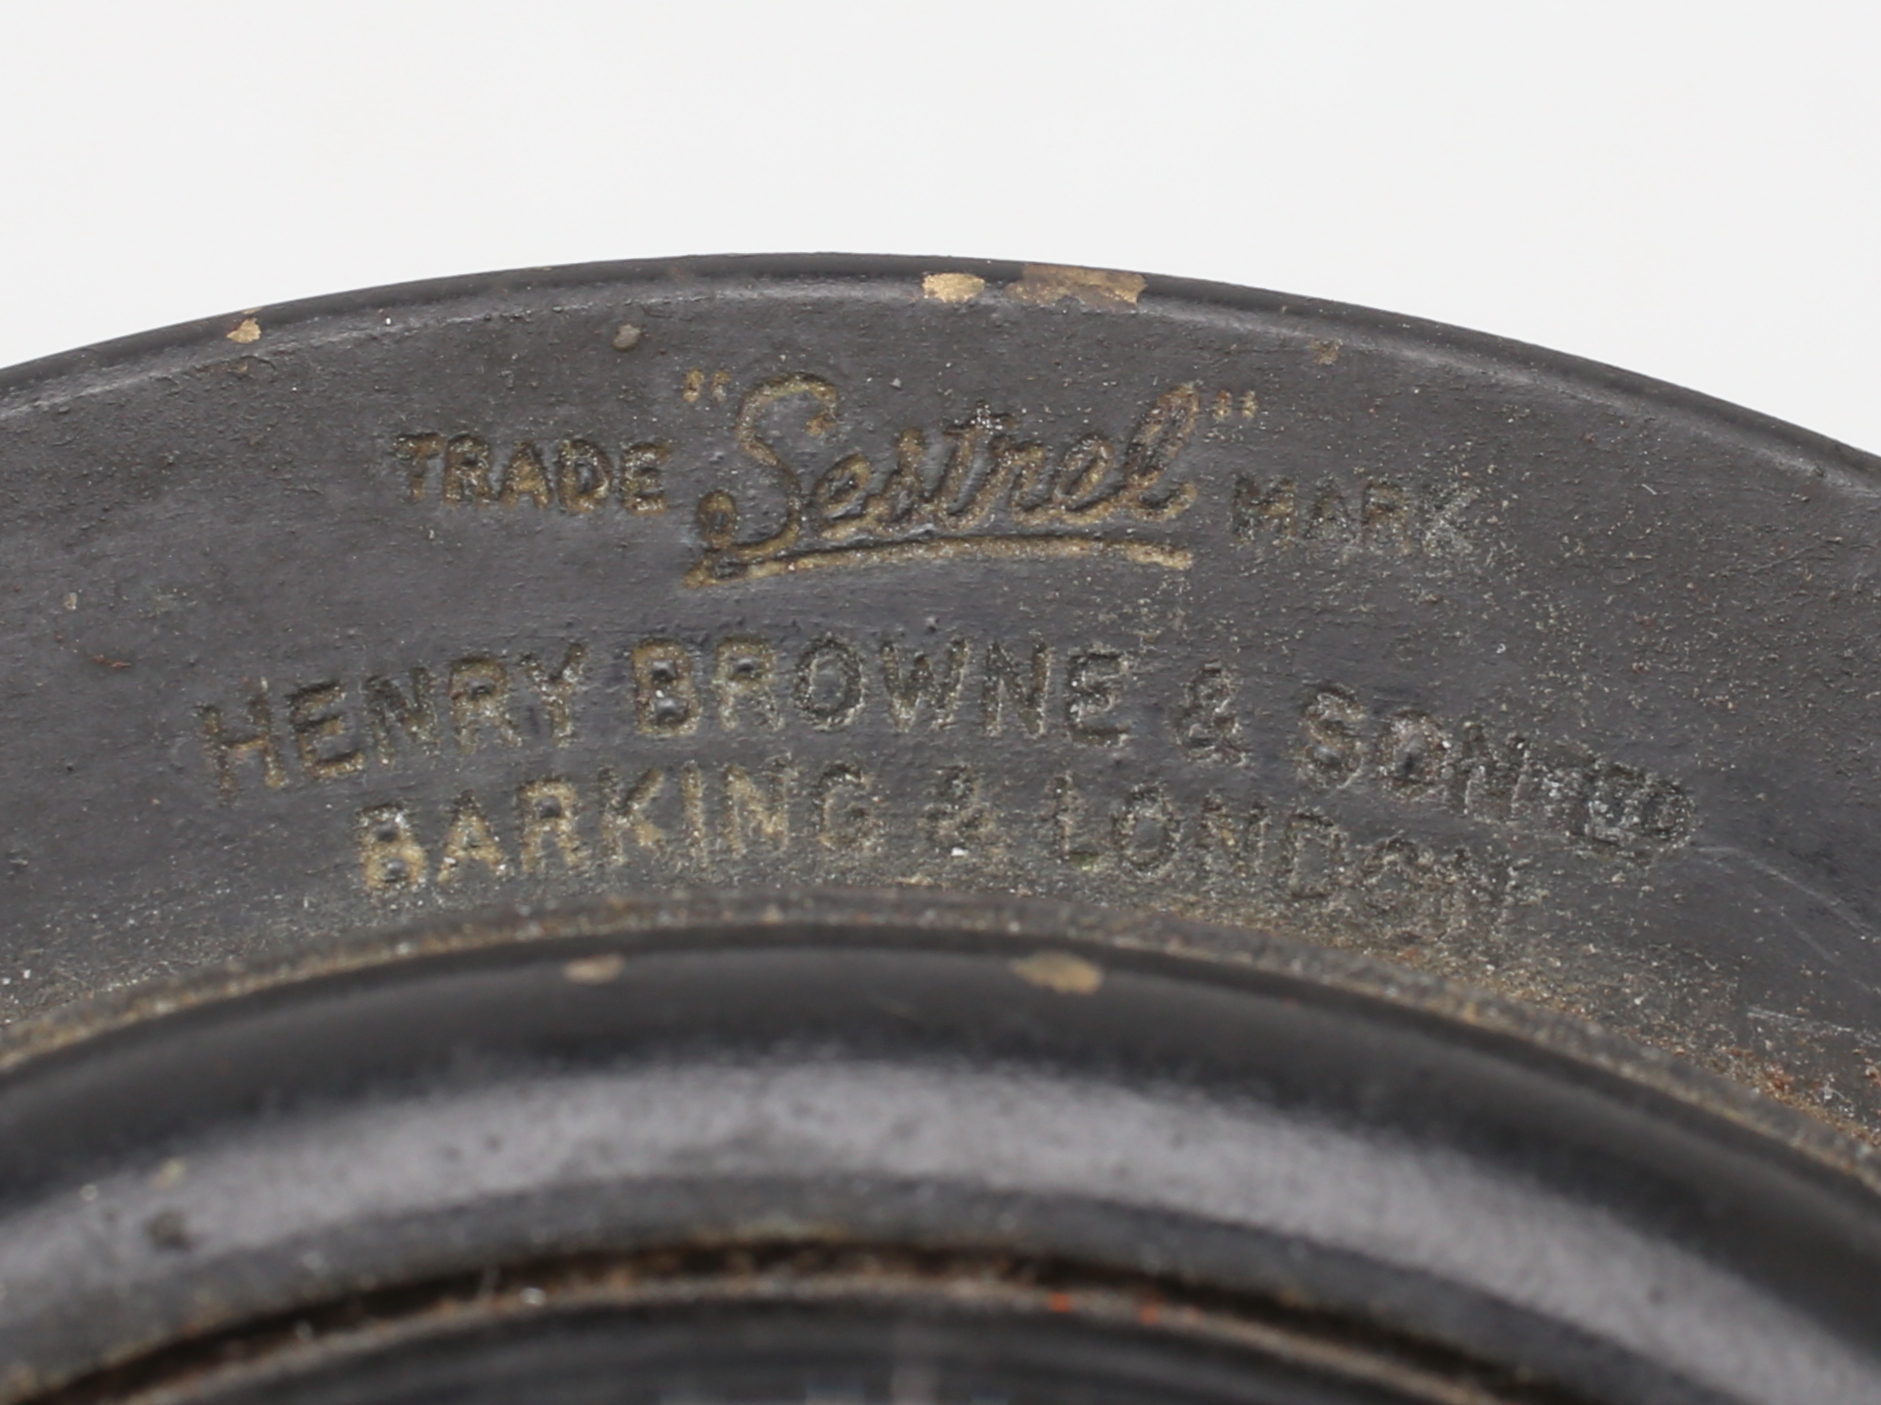 TRADE "Sestrel" MARK
HENRY BROWNE & SON LTD
BARKING & LONDON